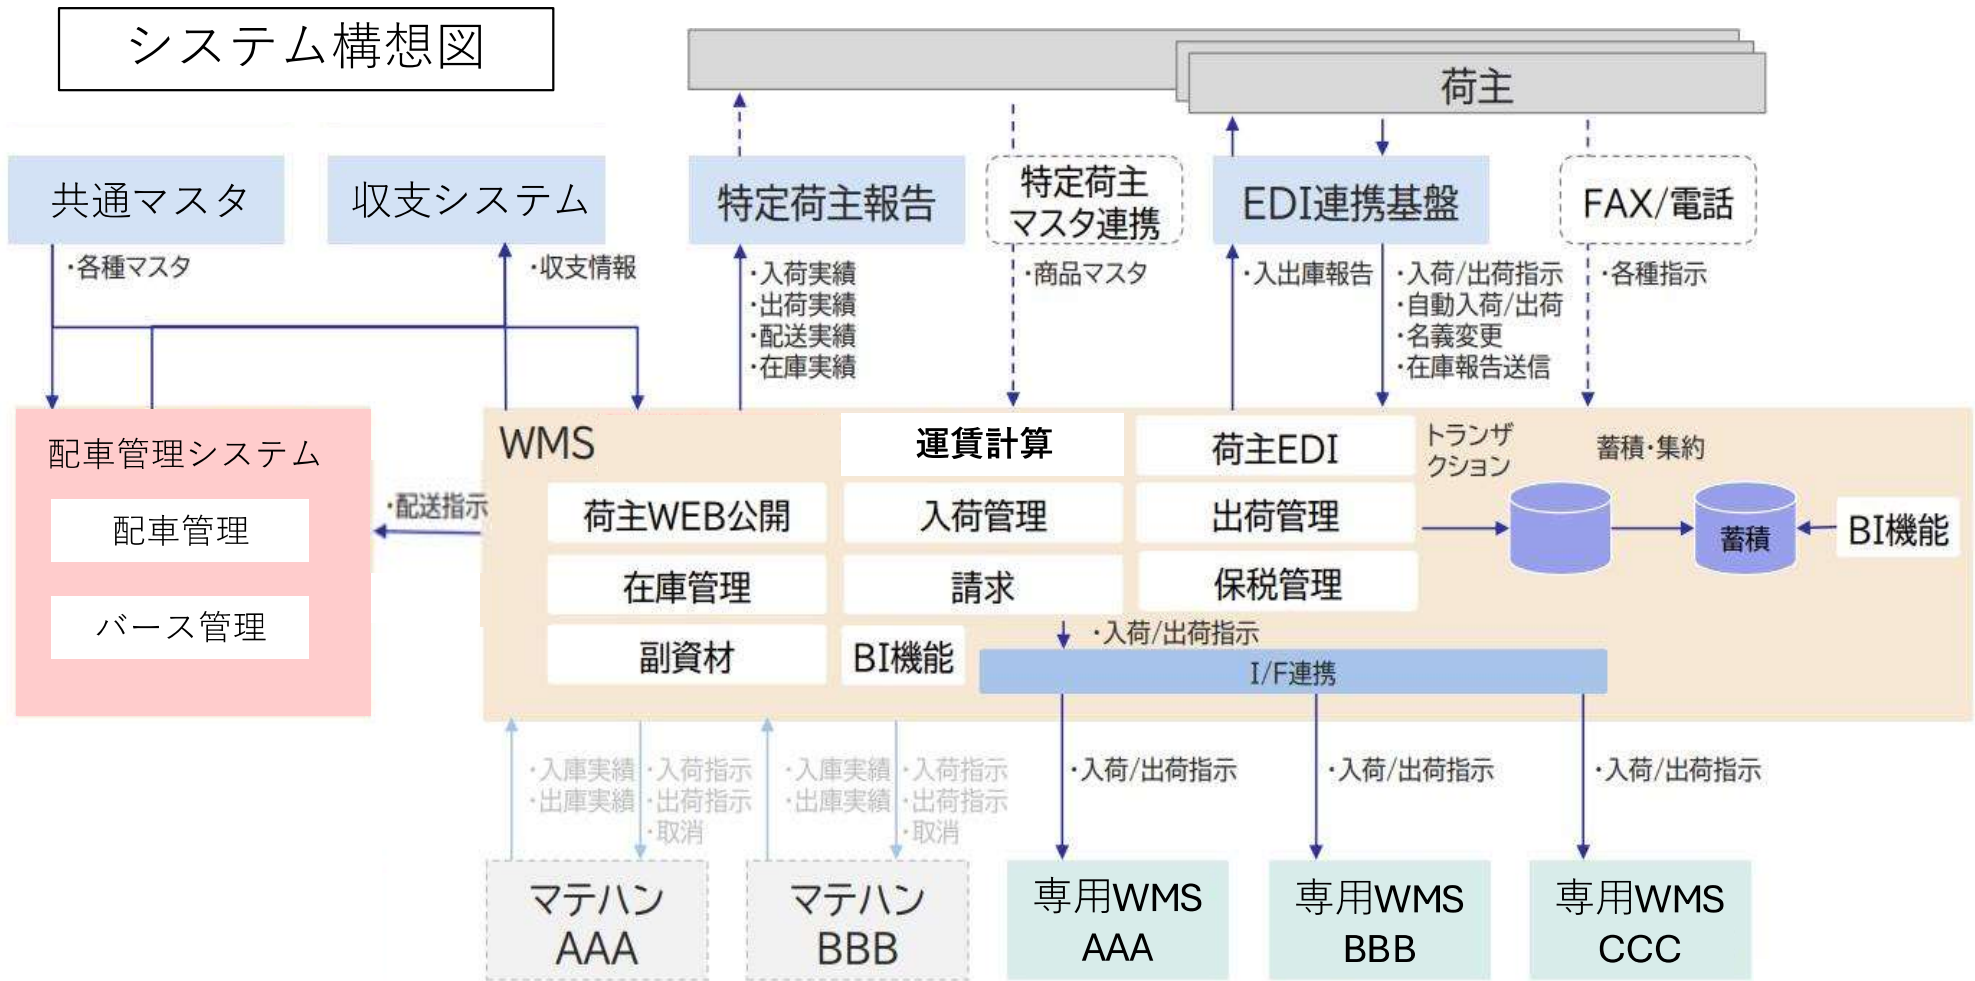 システム構想図
荷主
共通マスタ
収支システム
特定荷主報告
特定荷主
マスタ連携
EDI連携基盤
FAX/電話
・各種マスタ
・収支情報
・入荷実績
・出荷実績
・配送実績
・在庫実績
・商品マスタ
・入出庫報告
・入荷/出荷指示
・自動入荷/出荷
・名義変更
・在庫報告送信
・各種指示
配車管理システム
配車管理
バース管理
・配送指示
WMS
運賃計算
荷主EDI
荷主WEB公開
入荷管理
出荷管理
在庫管理
請求
保税管理
副資材
BI機能
トランザ
クション
蓄積・集約
蓄積
BI機能
・入荷/出荷指示
I/F連携
・入庫実績
・出庫実績
・入荷指示
・出荷指示
・取消
・入庫実績
・出庫実績
・入荷指示
・出荷指示
・取消
・入荷/出荷指示
・入荷/出荷指示
・入荷/出荷指示
マテハン
AAA
マテハン
BBB
専用WMS
AAA
専用WMS
BBB
専用WMS
CCC